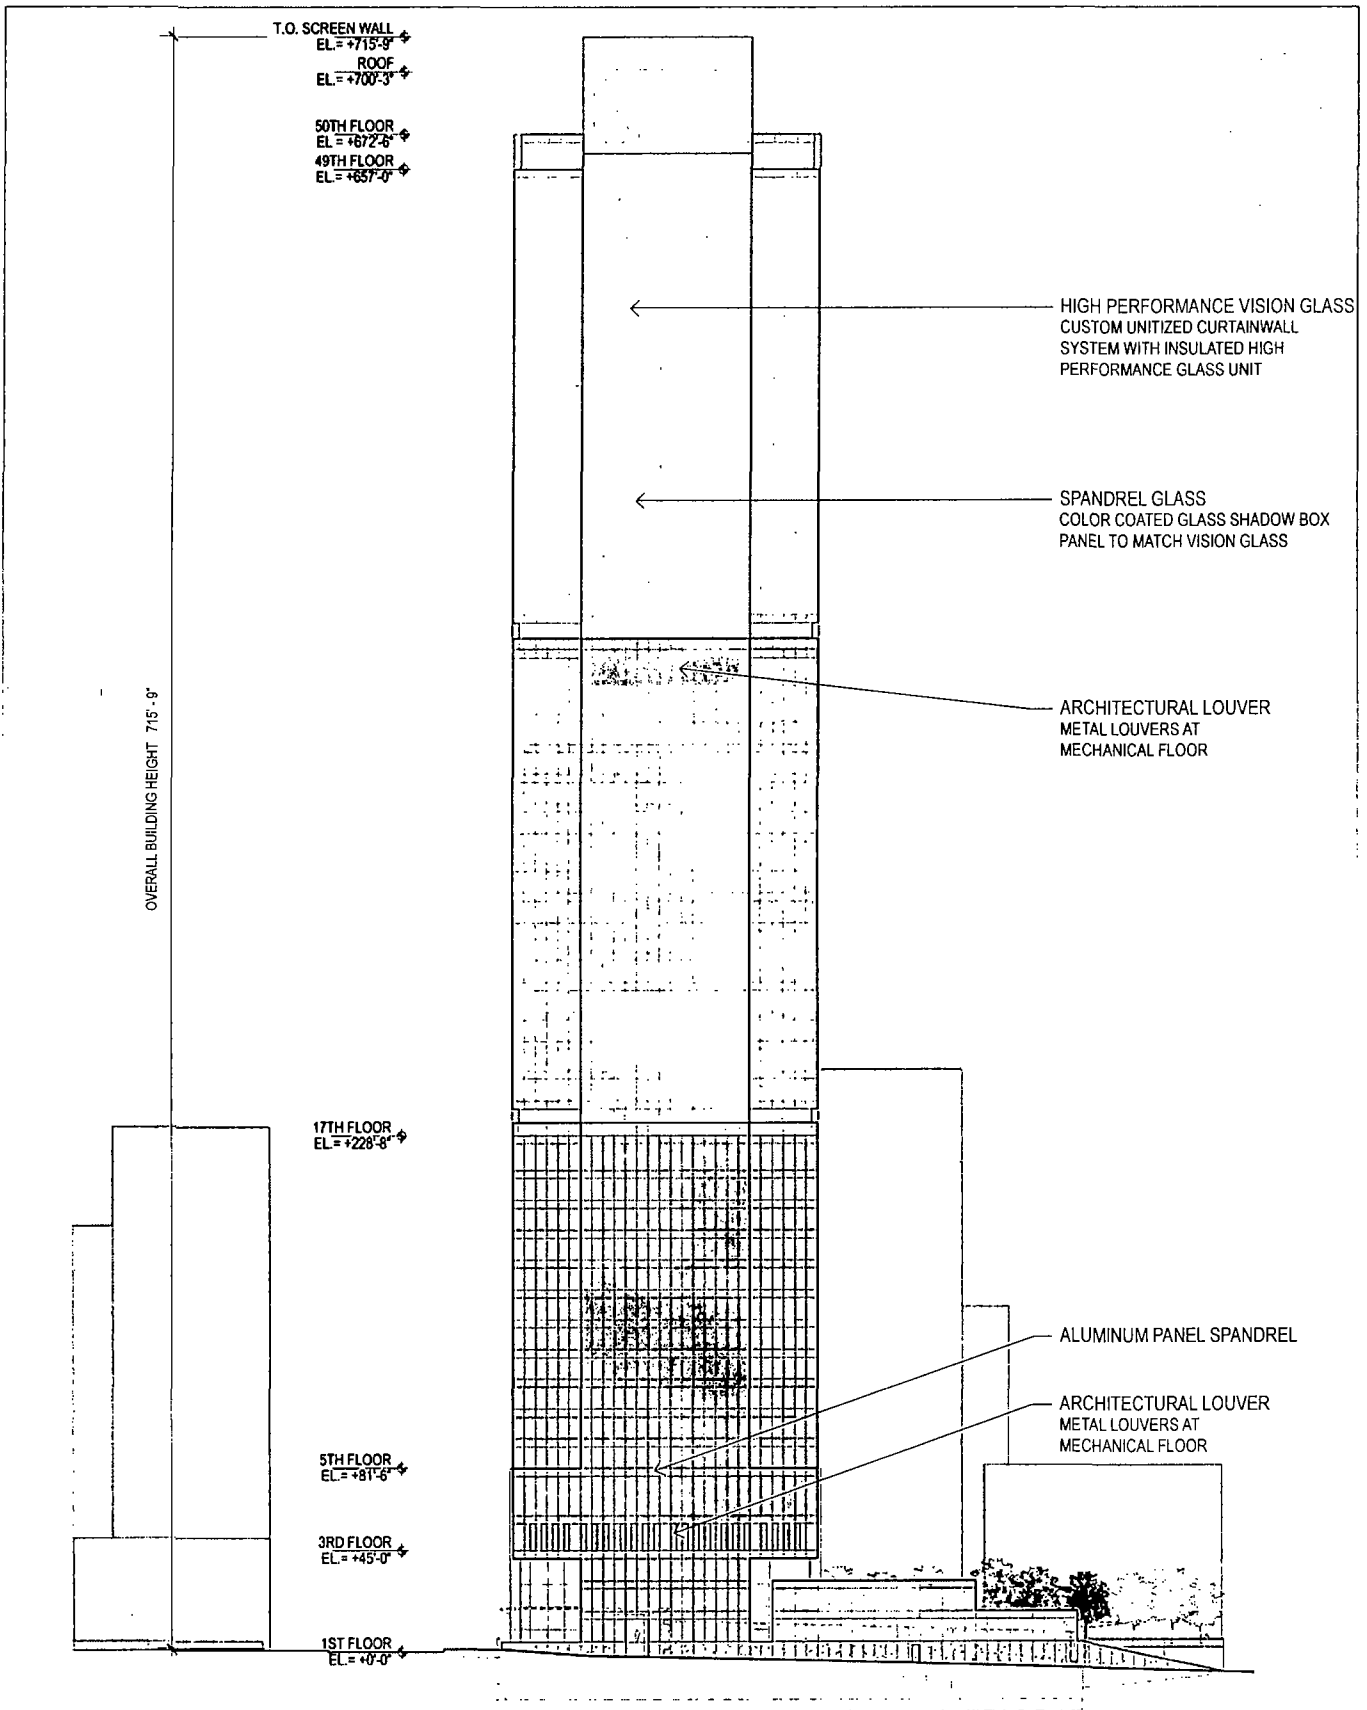 T.O. SCREEN WALL
EL.= +715'-9"
ROOF
EL.= +700'-3"
50TH FLOOR
EL = +672'-6"
49TH FLOOR
EL.= +657'-0"
HIGH PERFORMANCE VISION GLASS
CUSTOM UNITIZED CURTAINWALL
SYSTEM WITH INSULATED HIGH
PERFORMANCE GLASS UNIT
SPANDREL GLASS
COLOR COATED GLASS SHADOW BOX
PANEL TO MATCH VISION GLASS
ARCHITECTURAL LOUVER
METAL LOUVERS AT
MECHANICAL FLOOR
OVERALL BUILDING HEIGHT 715' -9"
17TH FLOOR
EL.= +228'-8"
ALUMINUM PANEL SPANDREL
ARCHITECTURAL LOUVER
METAL LOUVERS AT
MECHANICAL FLOOR
5TH FLOOR
EL.= +81'-6"
3RD FLOOR
EL.= +45'-0"
1ST FLOOR
EL.= +0'-0"